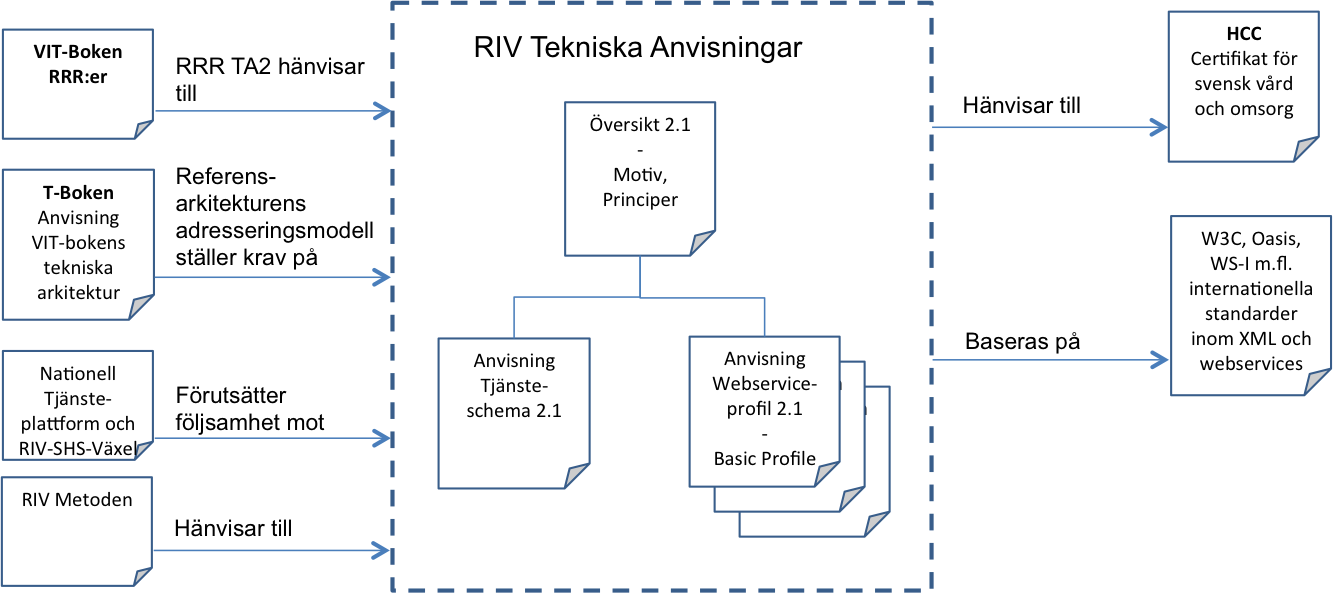 VIT-Boken
RRR:er
RRR TA2 hänvisar
till
T-Boken
Anvisning
VIT-bokens
tekniska
arkitektur
Referens-
arkitekturens
adresseringsmodell
ställer krav på
Nationell
Tjänste-
plattform och
RIV-SHS-Växel
Förutsätter
följsamhet mot
RIV Metoden
Hänvisar till
RIV Tekniska Anvisningar
Översikt 2.1
-
Motiv,
Principer
Anvisning
Tjänste-
schema 2.1
Anvisning
Webservice-
profil 2.1
-
Basic Profile
Hänvisar till
HCC
Certifikat för
svensk vård
och omsorg
Baseras på
W3C, Oasis,
WS-I m.fl.
internationella
standarder
inom XML och
webservices